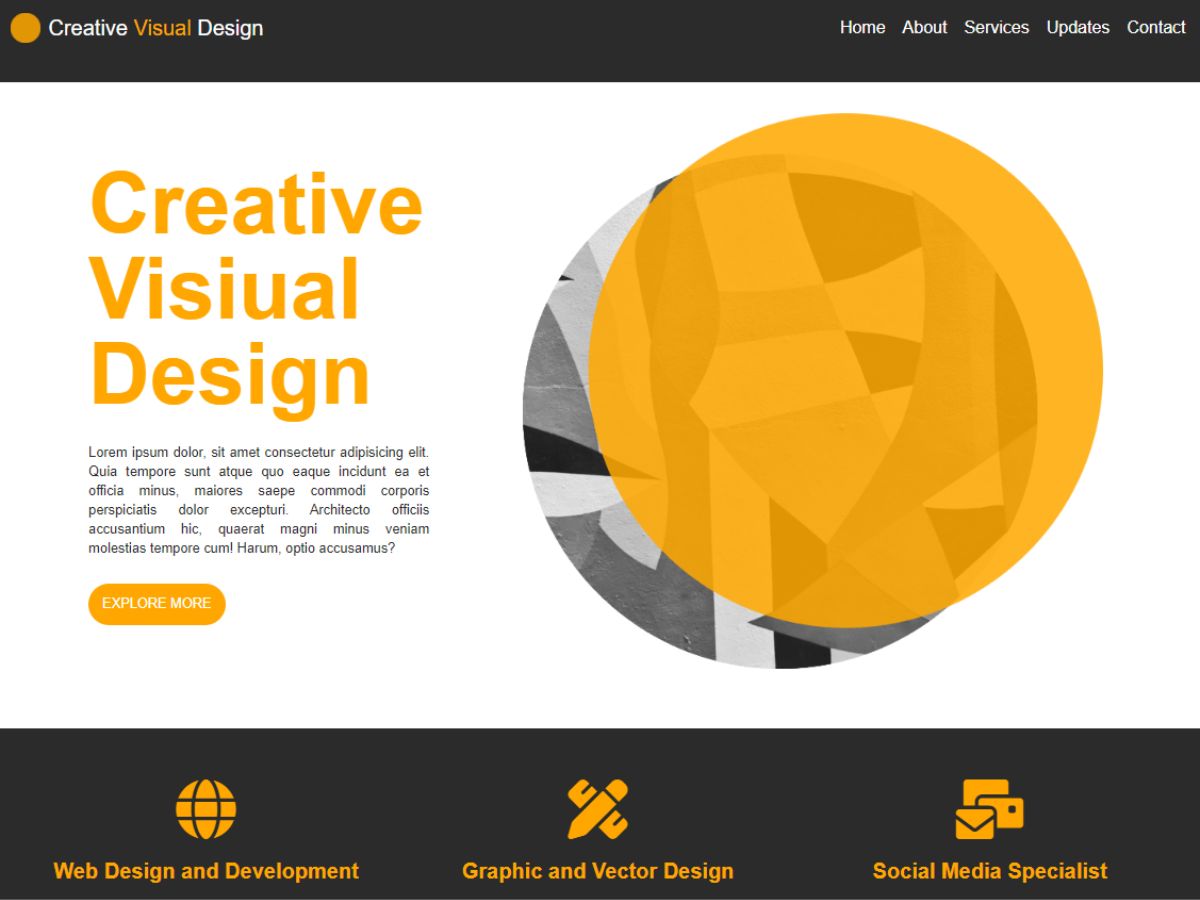 Creative Visual Design
Home About Services Updates Contact
Creative
Visiual
Design
Lorem ipsum dolor, sit amet consectetur adipisicing elit.
Quia tempore sunt atque quo eaque incidunt ea et
officia minus, maiores saepe commodi corporis
perspiciatis dolor excepturi. Architecto officiis
accusantium hic, quaerat magni minus veniam
molestias tempore cum! Harum, optio accusamus?
EXPLORE MORE
Web Design and Development
Graphic and Vector Design
Social Media Specialist